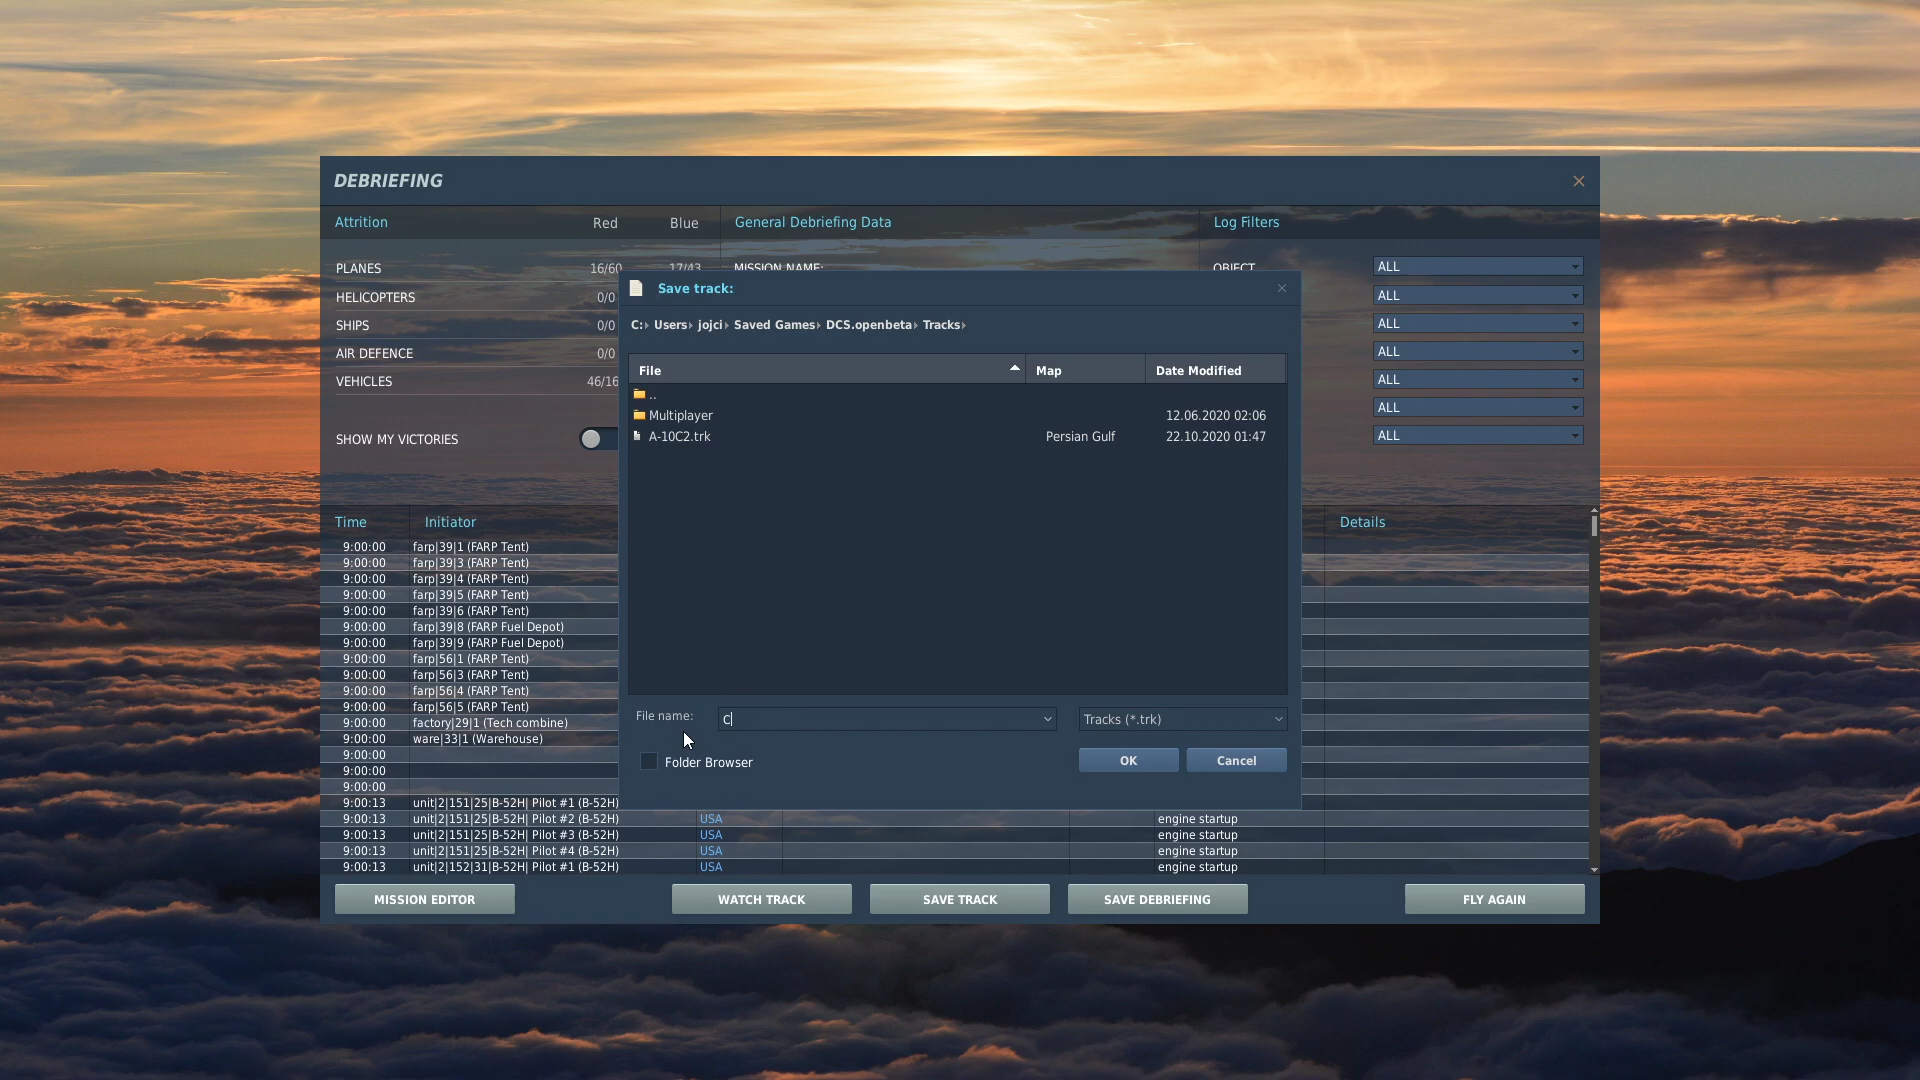 DEBRIEFING
Attrition Red Blue General Debriefing Data Log Filters
PLANES 16/60 17/43 MISSION NAME: OBJECT ALL
HELICOPTERS 0/0 ALL
SHIPS 0/0 ALL
AIR DEFENCE 0/0 ALL
VEHICLES 46/16 ALL
ALL
SHOW MY VICTORIES ALL
Save track:
C: Users jojci Saved Games DCS.openbeta Tracks
File Map Date Modified
..
Multiplayer 12.06.2020 02:06
A-10C2.trk Persian Gulf 22.10.2020 01:47
File name: C Tracks (*.trk)
Folder Browser OK Cancel
Time Initiator Details
9:00:00 farp|39|1 (FARP Tent)
9:00:00 farp|39|3 (FARP Tent)
9:00:00 farp|39|4 (FARP Tent)
9:00:00 farp|39|5 (FARP Tent)
9:00:00 farp|39|6 (FARP Tent)
9:00:00 farp|39|8 (FARP Fuel Depot)
9:00:00 farp|39|9 (FARP Fuel Depot)
9:00:00 farp|56|1 (FARP Tent)
9:00:00 farp|56|3 (FARP Tent)
9:00:00 farp|56|4 (FARP Tent)
9:00:00 farp|56|5 (FARP Tent)
9:00:00 factory|29|1 (Tech combine)
9:00:00 ware|33|1 (Warehouse)
9:00:00
9:00:00
9:00:00
9:00:13 unit|2|151|25|B-52H| Pilot #1 (B-52H)
9:00:13 unit|2|151|25|B-52H| Pilot #2 (B-52H) USA engine startup
9:00:13 unit|2|151|25|B-52H| Pilot #3 (B-52H) USA engine startup
9:00:13 unit|2|151|25|B-52H| Pilot #4 (B-52H) USA engine startup
9:00:13 unit|2|152|31|B-52H| Pilot #1 (B-52H) USA engine startup
MISSION EDITOR WATCH TRACK SAVE TRACK SAVE DEBRIEFING FLY AGAIN